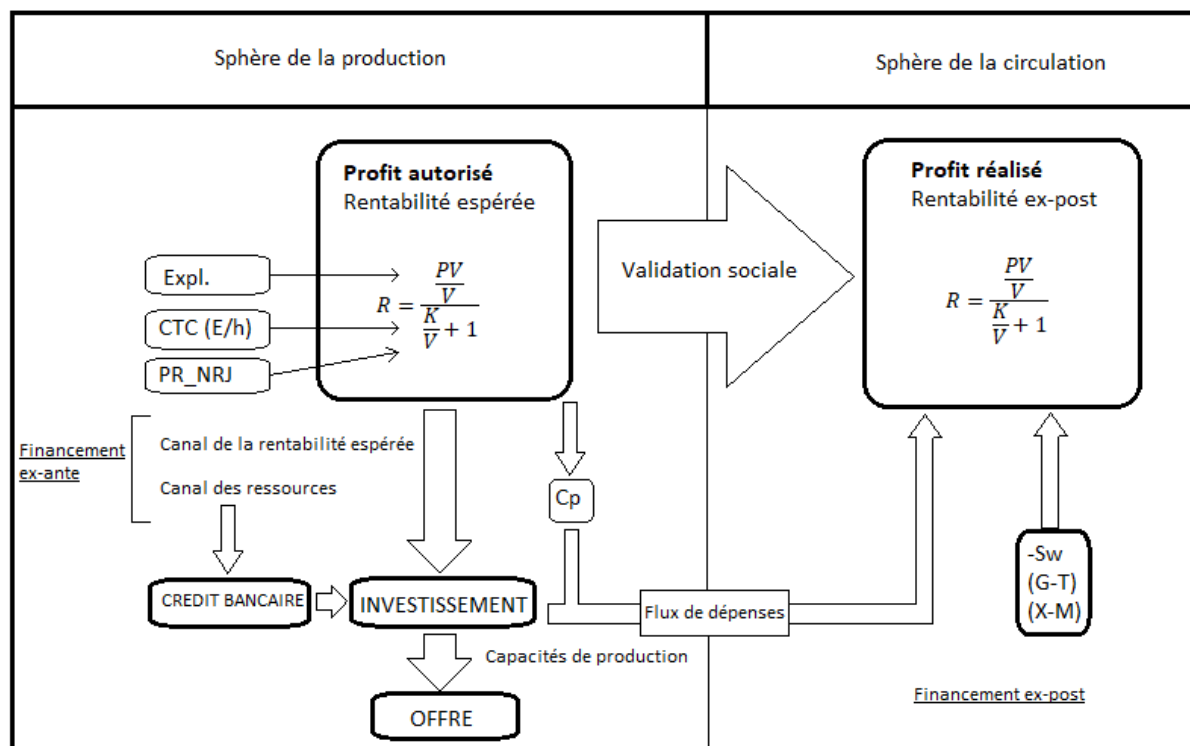 Sphère de la production
Sphère de la circulation
Profit autorisé
Rentabilité espérée
R = (PV/V)/(K/V + 1)
Expl.
CTC (E/h)
PR_NRJ
Validation sociale
Profit réalisé
Rentabilité ex-post
R = (PV/V)/(K/V + 1)
Financement
ex-ante
Canal de la rentabilité espérée
Canal des ressources
Cp
CREDIT BANCAIRE
INVESTISSEMENT
Flux de dépenses
-Sw
(G-T)
(X-M)
Capacités de production
OFFRE
Financement ex-post